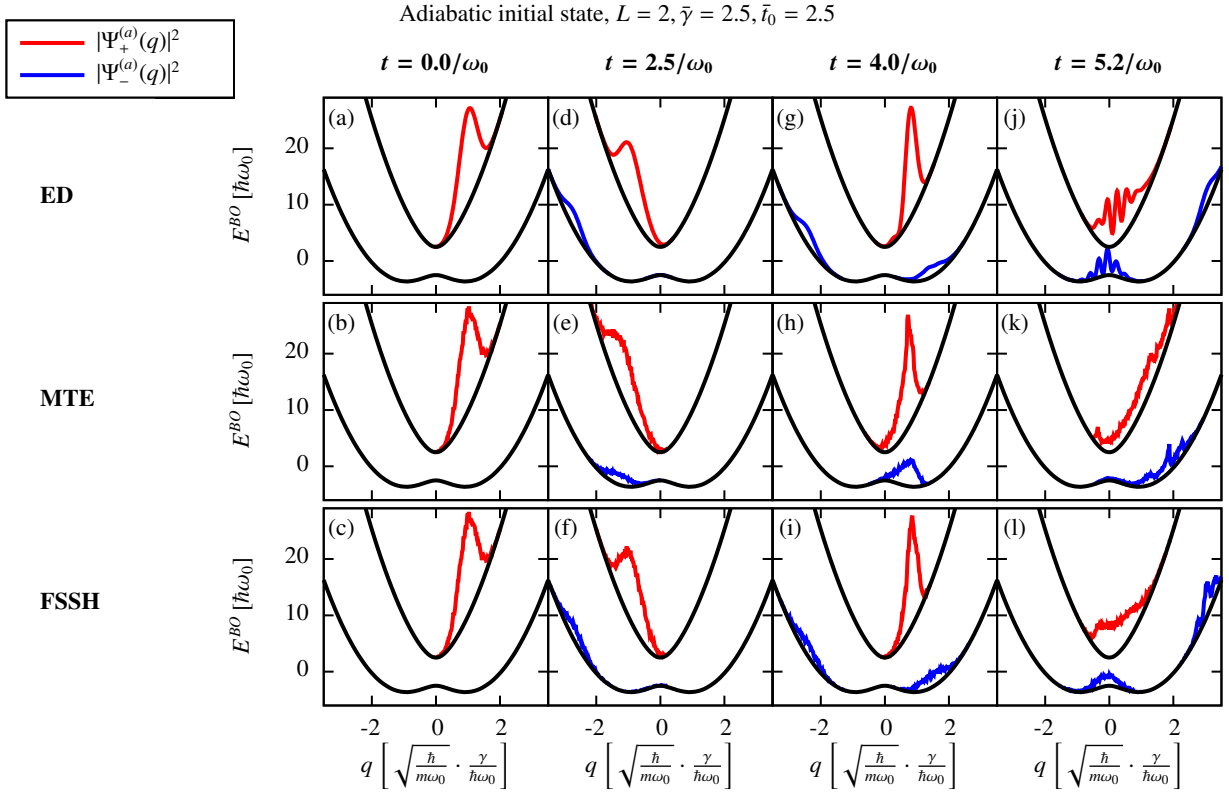 Adiabatic initial state, L = 2, γ̄ = 2.5, t̄₀ = 2.5
|Ψ₊⁽ᵃ⁾(q)|²
|Ψ₋⁽ᵃ⁾(q)|²
t = 0.0/ω₀ t = 2.5/ω₀ t = 4.0/ω₀ t = 5.2/ω₀
ED
E^{BO} [ħω₀]
20
10
0
(a) (d) (g) (j)
MTE
E^{BO} [ħω₀]
20
10
0
(b) (e) (h) (k)
FSSH
E^{BO} [ħω₀]
20
10
0
(c) (f) (i) (l)
-2 0 2 -2 0 2 -2 0 2 -2 0 2
q [√(ħ/mω₀) · γ/ħω₀] q [√(ħ/mω₀) · γ/ħω₀] q [√(ħ/mω₀) · γ/ħω₀] q [√(ħ/mω₀) · γ/ħω₀]